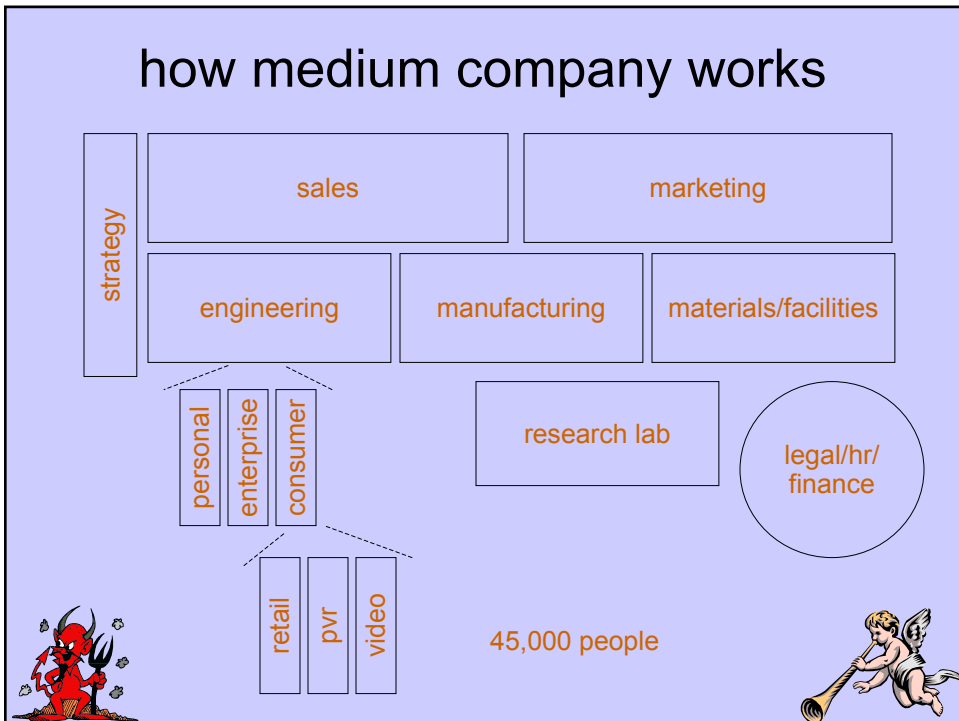 how medium company works
strategy
sales
marketing
engineering
manufacturing
materials/facilities
personal
enterprise
consumer
research lab
legal/hr/
finance
retail
pvr
video
45,000 people